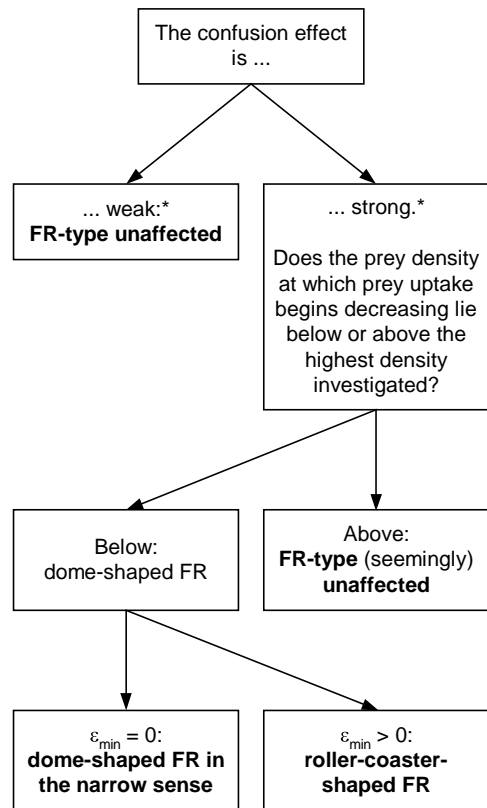 The confusion effect
is ...
... weak:*
FR-type unaffected
... strong.*
Does the prey density
at which prey uptake
begins decreasing lie
below or above the
highest density
investigated?
Below:
dome-shaped FR
Above:
FR-type (seemingly)
unaffected
εmin = 0:
dome-shaped FR in
the narrow sense
εmin > 0:
roller-coaster-
shaped FR